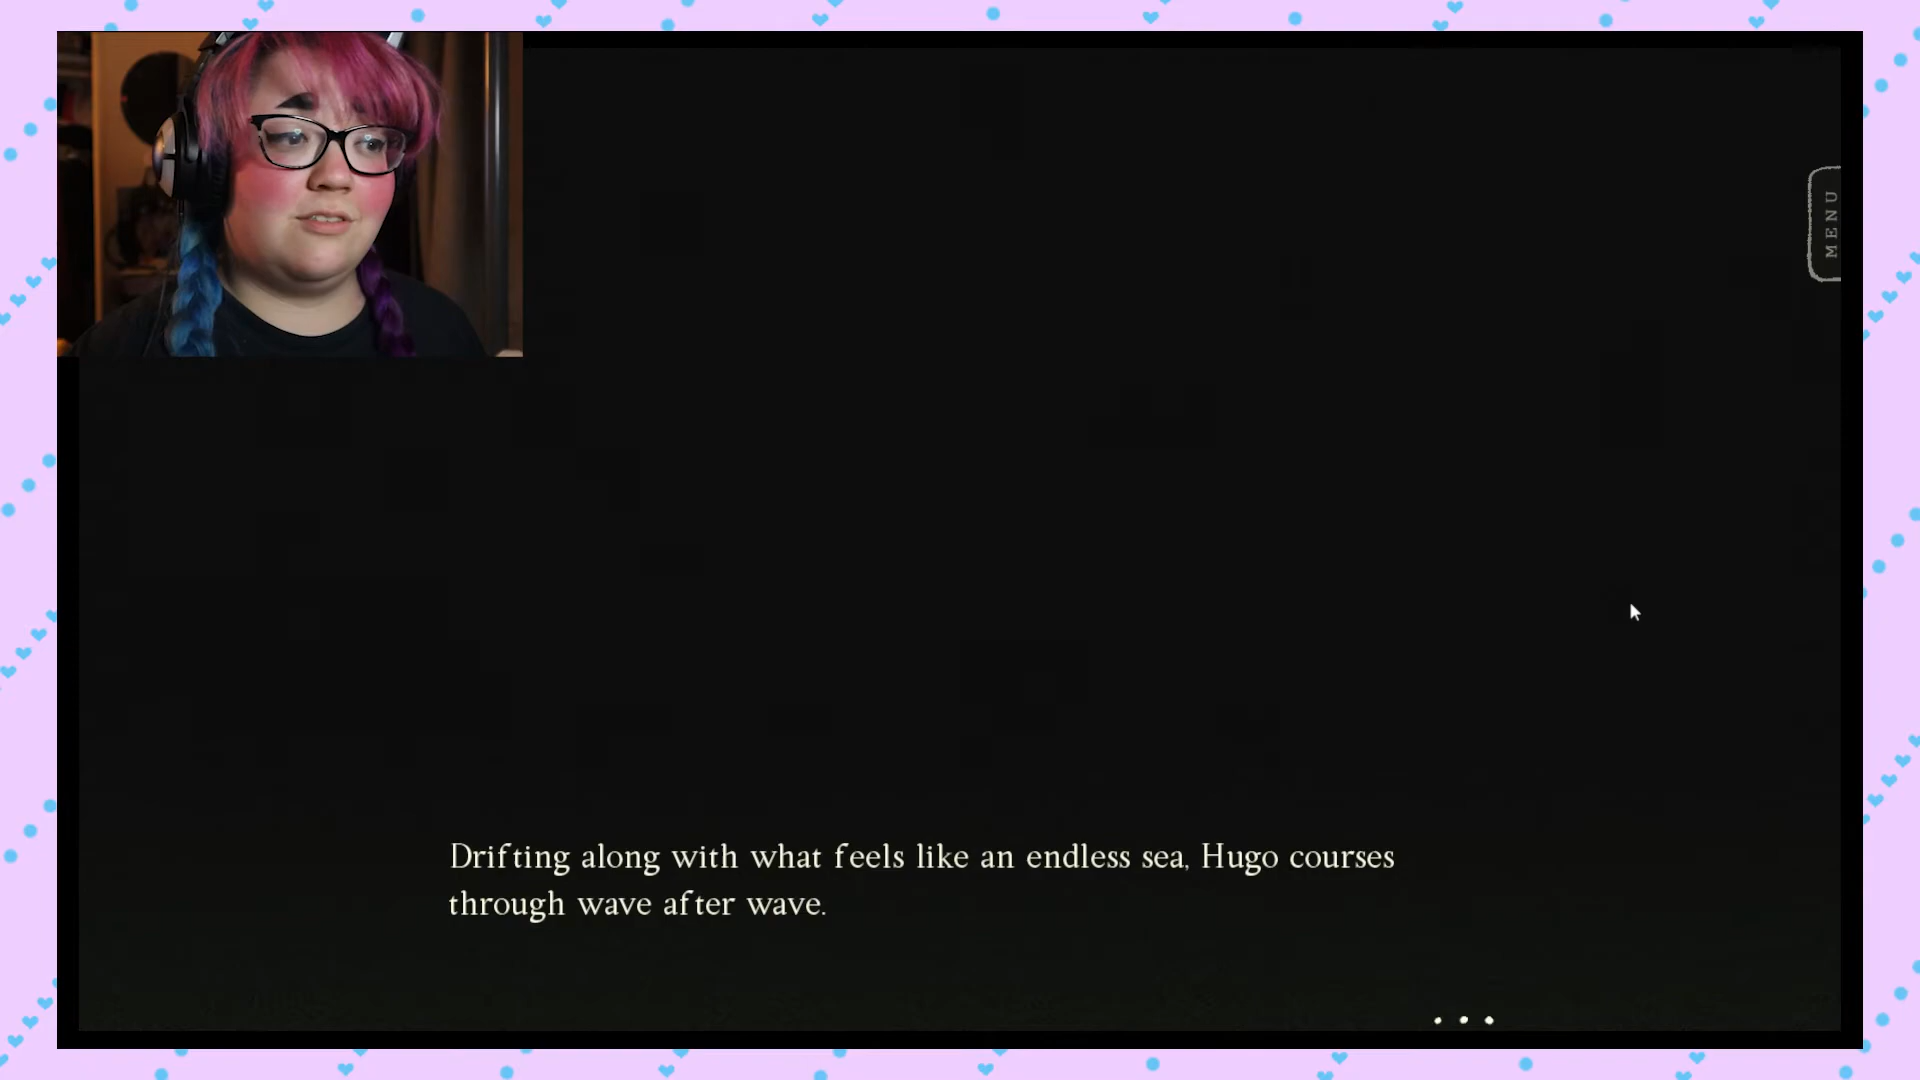 MENU
Drifting along with what feels like an endless sea, Hugo courses
through wave after wave.
...